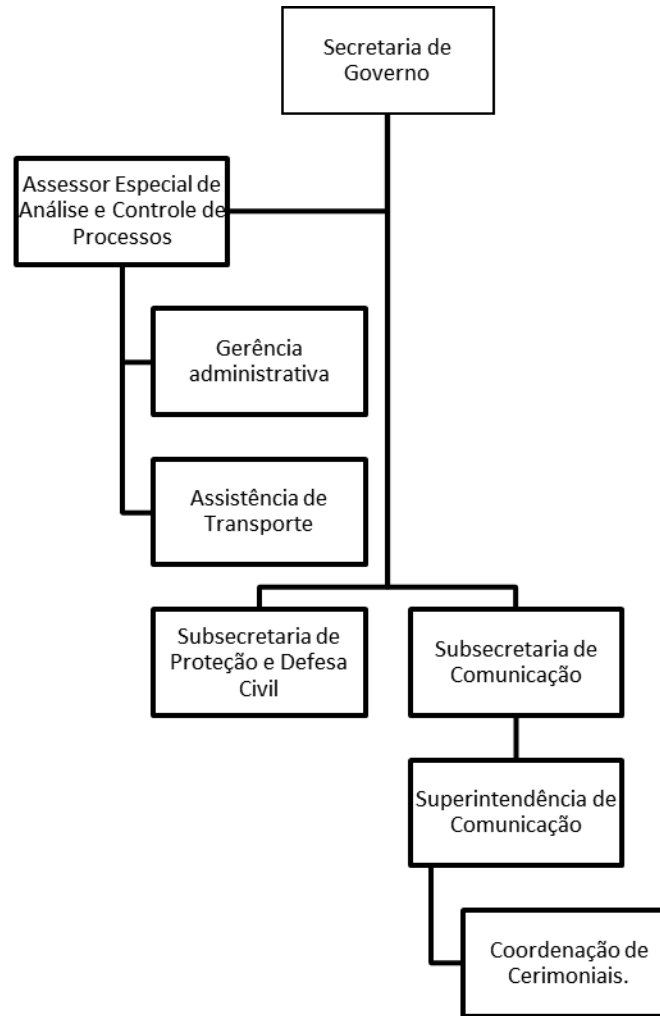 Secretaria de
Governo
Assessor Especial de
Análise e Controle de
Processos
Gerência
administrativa
Assistência de
Transporte
Subsecretaria de
Proteção e Defesa
Civil
Subsecretaria de
Comunicação
Superintendência de
Comunicação
Coordenação de
Cerimoniais.